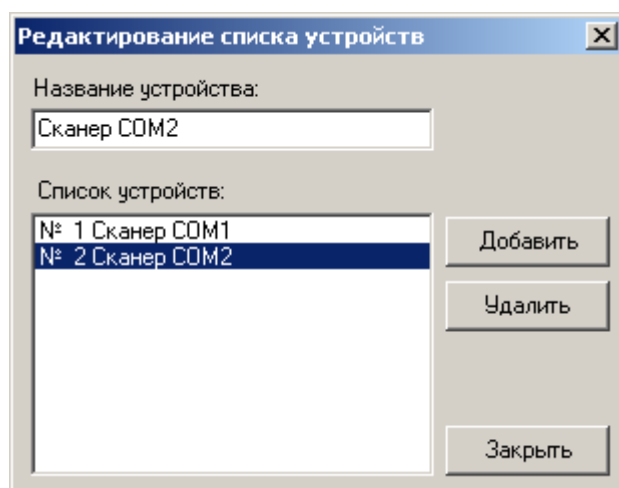 Редактирование списка устройств
Название устройства:
Сканер COM2
Список устройств:
№ 1 Сканер COM1
№ 2 Сканер COM2
Добавить
Удалить
Закрыть